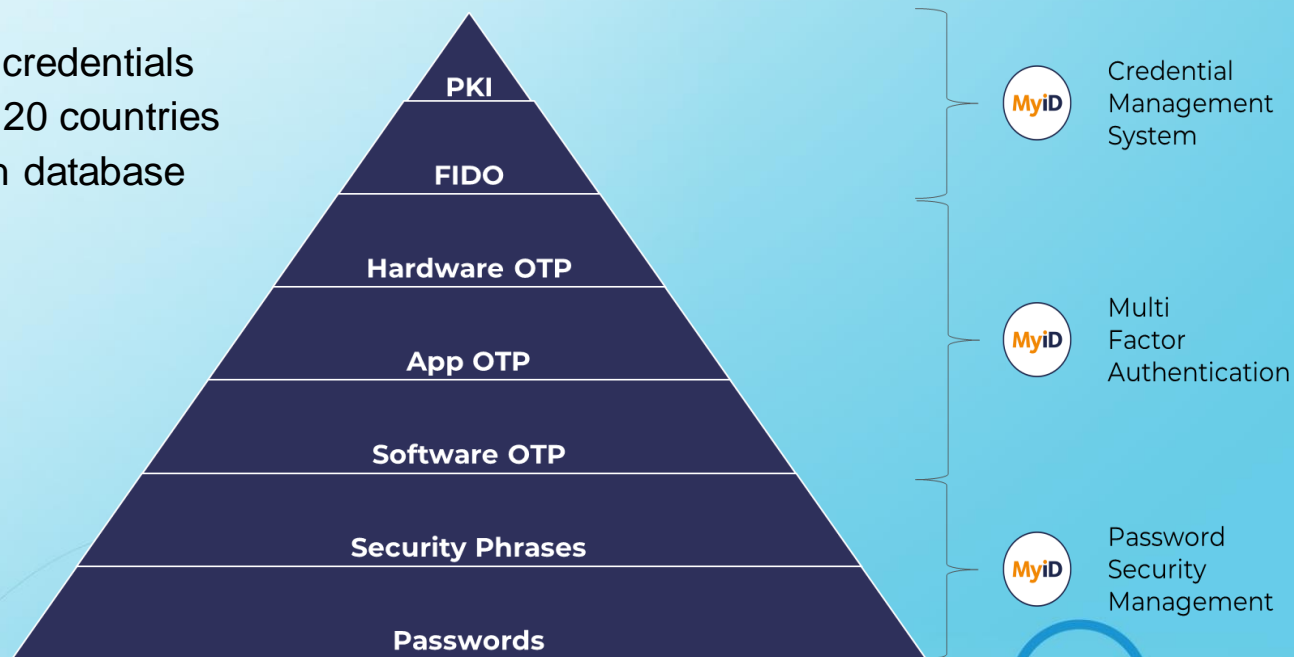 credentials
20 countries
database
PKI
FIDO
Hardware OTP
App OTP
Software OTP
Security Phrases
Passwords
MyiD
Credential
Management
System
MyiD
Multi
Factor
Authentication
MyiD
Password
Security
Management